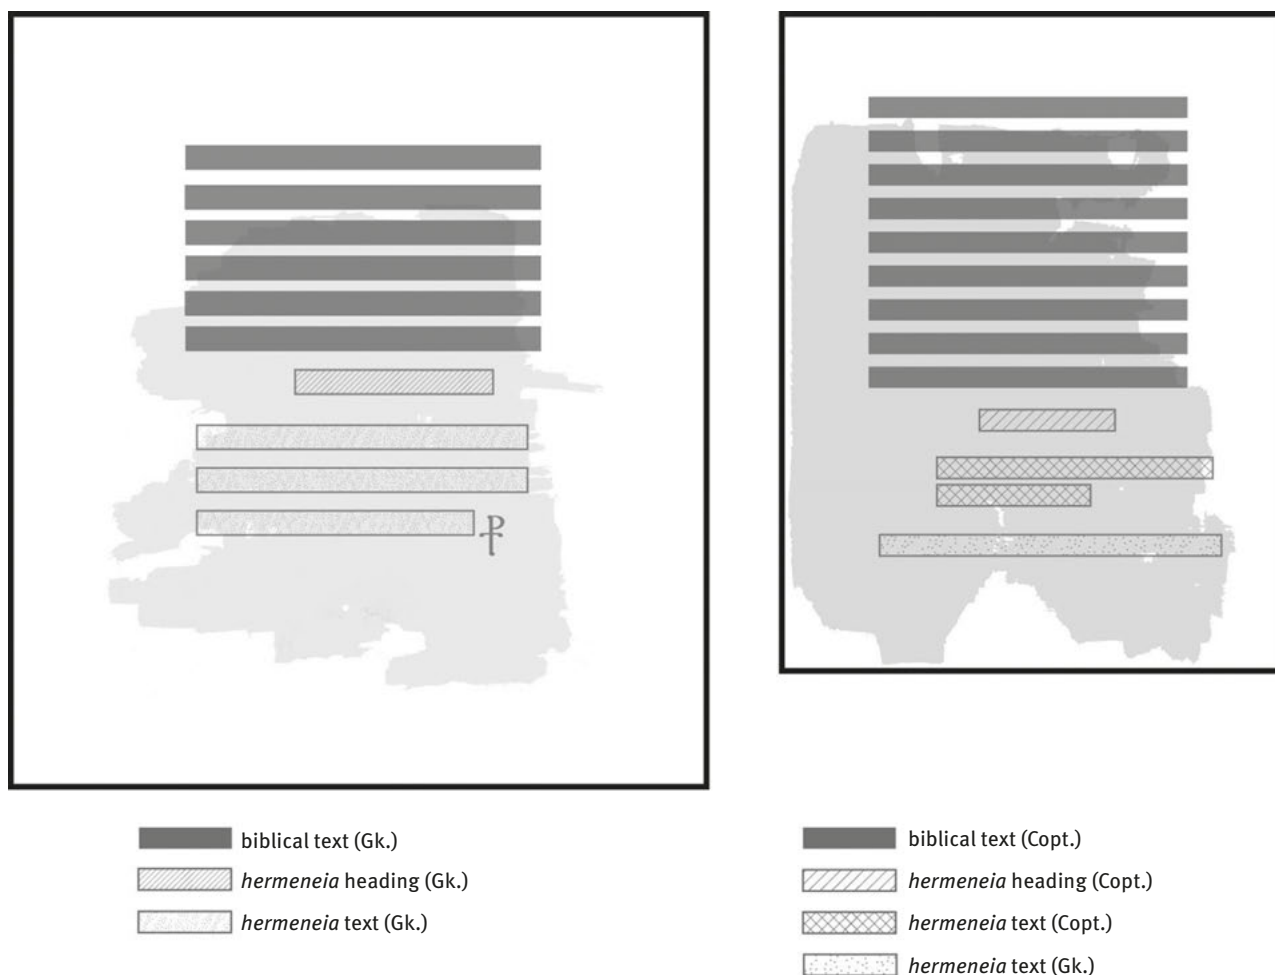 ⳨
biblical text (Gk.)
hermeneia heading (Gk.)
hermeneia text (Gk.)
biblical text (Copt.)
hermeneia heading (Copt.)
hermeneia text (Copt.)
hermeneia text (Gk.)